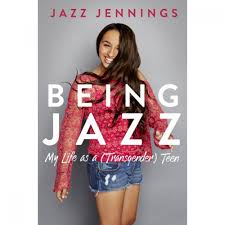 JAZZ JENNINGS
BEING
JAZZ
My Life as a (Transgender) Teen